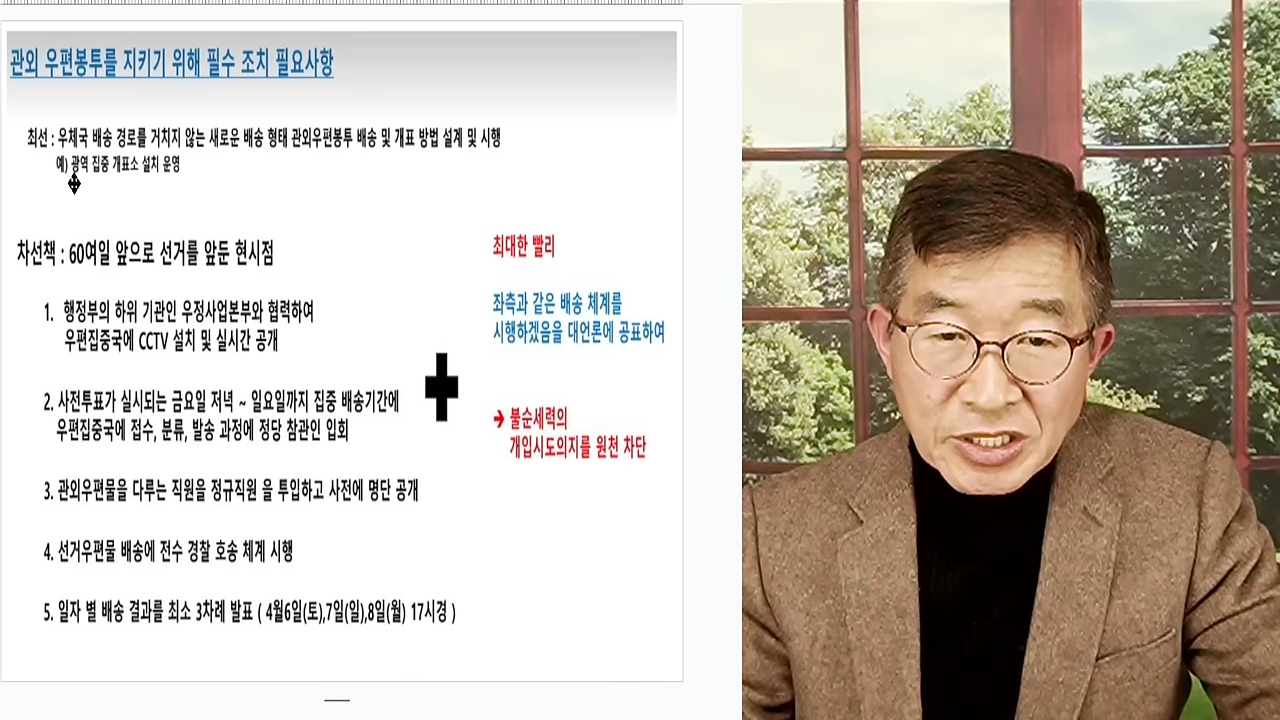 관외 우편봉투를 지키기 위해 필수 조치 필요사항
최선 : 우체국 배송 경로를 거치지 않는 새로운 배송 형태 관외우편봉투 배송 및 개표 방법 설계 및 시행
예) 광역 집중 개표소 설치 운영
차선책 : 60여일 앞으로 선거를 앞둔 현시점
1. 행정부의 하위 기관인 우정사업본부와 협력하여
우편집중국에 CCTV 설치 및 실시간 공개
2. 사전투표가 실시되는 금요일 저녁 ~ 일요일까지 집중 배송기간에
우편집중국에 접수, 분류, 발송 과정에 정당 참관인 입회
3. 관외우편물을 다루는 직원을 정규직원 을 투입하고 사전에 명단 공개
4. 선거우편물 배송에 전수 경찰 호송 체계 시행
5. 일자 별 배송 결과를 최소 3차례 발표 ( 4월6일(토),7일(일),8일(월) 17시경 )
최대한 빨리
좌측과 같은 배송 체계를
시행하겠음을 대언론에 공표하여
➔ 불순세력의
개입시도의지를 원천 차단